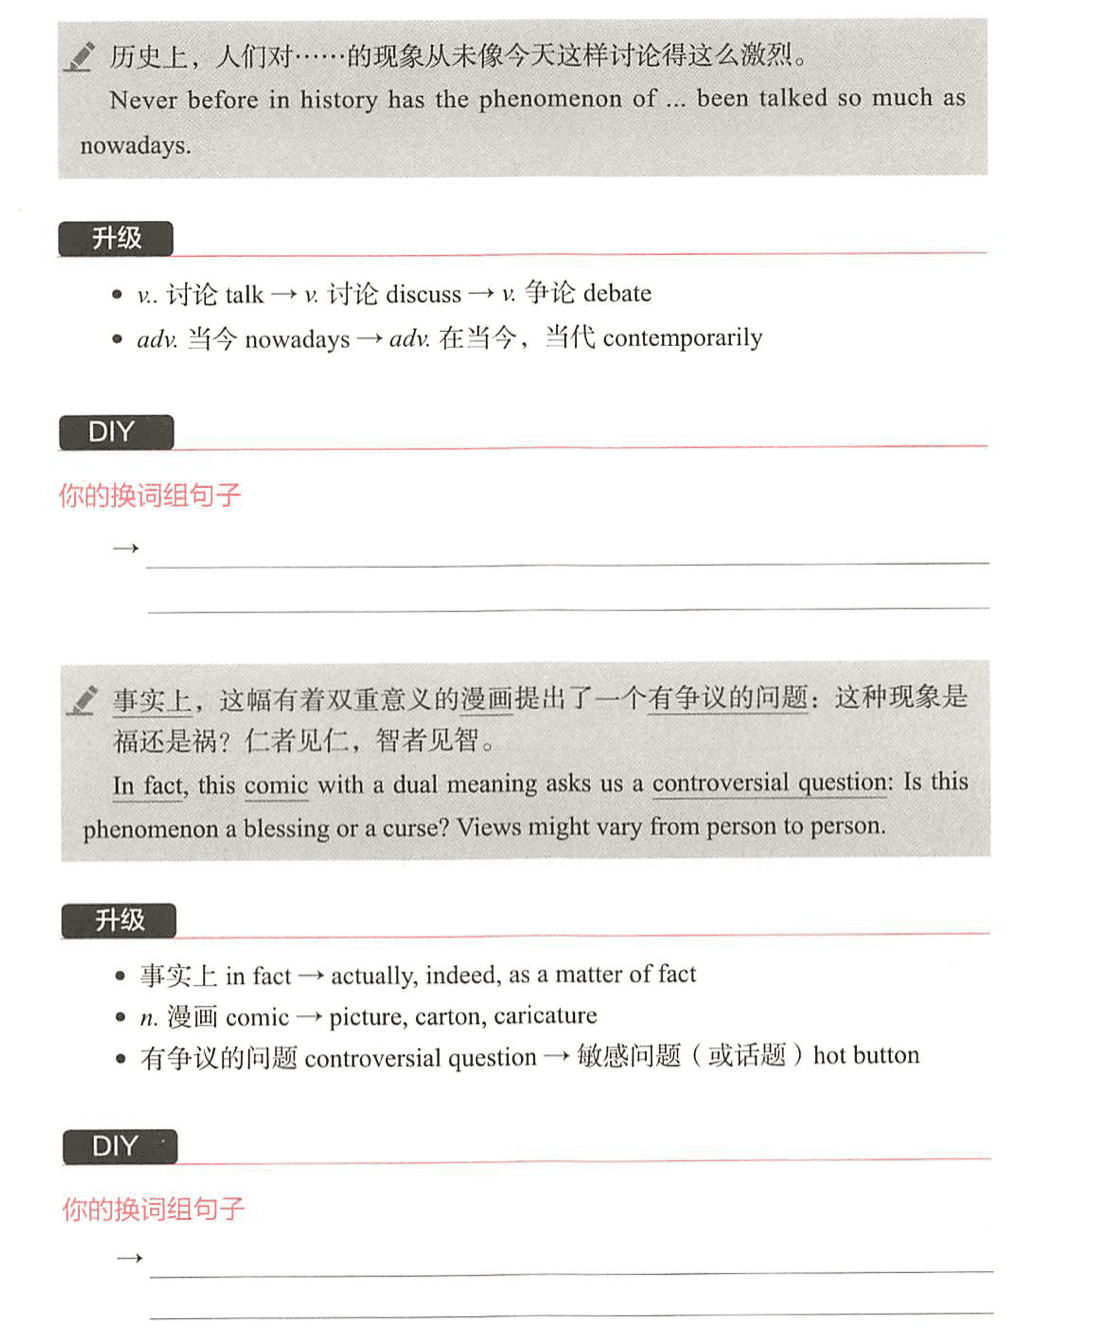 历史上，人们对……的现象从未像今天这样讨论得这么激烈。
Never before in history has the phenomenon of ... been talked so much as
nowadays.
升级
• v.. 讨论 talk → v. 讨论 discuss → v. 争论 debate
• adv. 当今 nowadays → adv. 在当今，当代 contemporarily
DIY
你的换词组句子
→
事实上，这幅有着双重意义的漫画提出了一个有争议的问题：这种现象是
福还是祸？仁者见仁，智者见智。
In fact, this comic with a dual meaning asks us a controversial question: Is this
phenomenon a blessing or a curse? Views might vary from person to person.
升级
• 事实上 in fact → actually, indeed, as a matter of fact
• n. 漫画 comic → picture, carton, caricature
• 有争议的问题 controversial question → 敏感问题（或话题）hot button
DIY
你的换词组句子
→